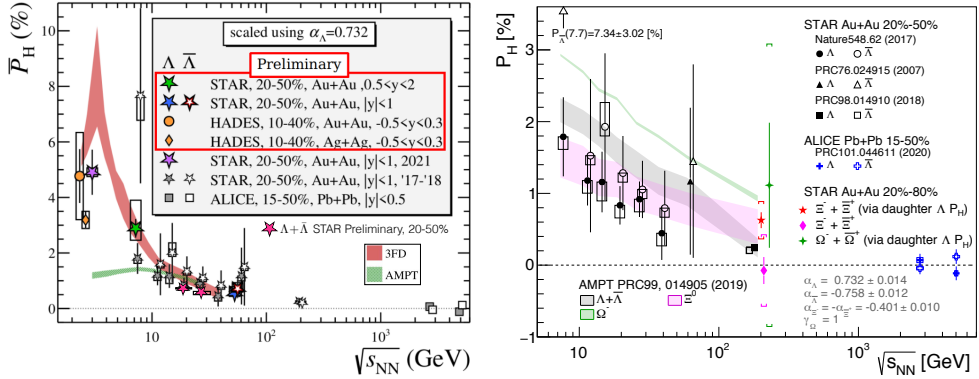 P̅_H (%)
10
8
6
4
2
0
10
10²
10³
√s_NN (GeV)
scaled using α_Λ=0.732
Λ Λ̅ Preliminary
STAR, 20-50%, Au+Au ,0.5<y<2
STAR, 20-50%, Au+Au, |y|<1
HADES, 10-40%, Au+Au, -0.5<y<0.3
HADES, 10-40%, Ag+Ag, -0.5<y<0.3
STAR, 20-50%, Au+Au, |y|<1, 2021
STAR, 20-50%, Au+Au, |y|<1, '17-'18
ALICE, 15-50%, Pb+Pb, |y|<0.5
Λ+Λ̅ STAR Preliminary, 20-50%
3FD
AMPT
P_H [%]
3
2
1
0
−1
10
10²
10³
√s_NN [GeV]
P_Λ̅(7.7)=7.34±3.02 [%]
STAR Au+Au 20%-50%
Nature548.62 (2017)
Λ Λ̅
PRC76.024915 (2007)
Λ Λ̅
PRC98.014910 (2018)
Λ Λ̅
ALICE Pb+Pb 15-50%
PRC101.044611 (2020)
Λ Λ̅
STAR Au+Au 20%-80%
Ξ⁻ + Ξ̅⁺ (via daughter Λ P_H)
Ξ⁻ + Ξ̅⁺
Ω⁻ + Ω̅⁺ (via daughter Λ P_H)
AMPT PRC99, 014905 (2019)
Λ+Λ̅ Ξ⁰
Ω⁻
α_Λ = 0.732 ± 0.014
α_Λ̅ = -0.758 ± 0.012
α_Ξ⁻ = -α_Ξ̅⁺ = -0.401 ± 0.010
γ_Ω = 1